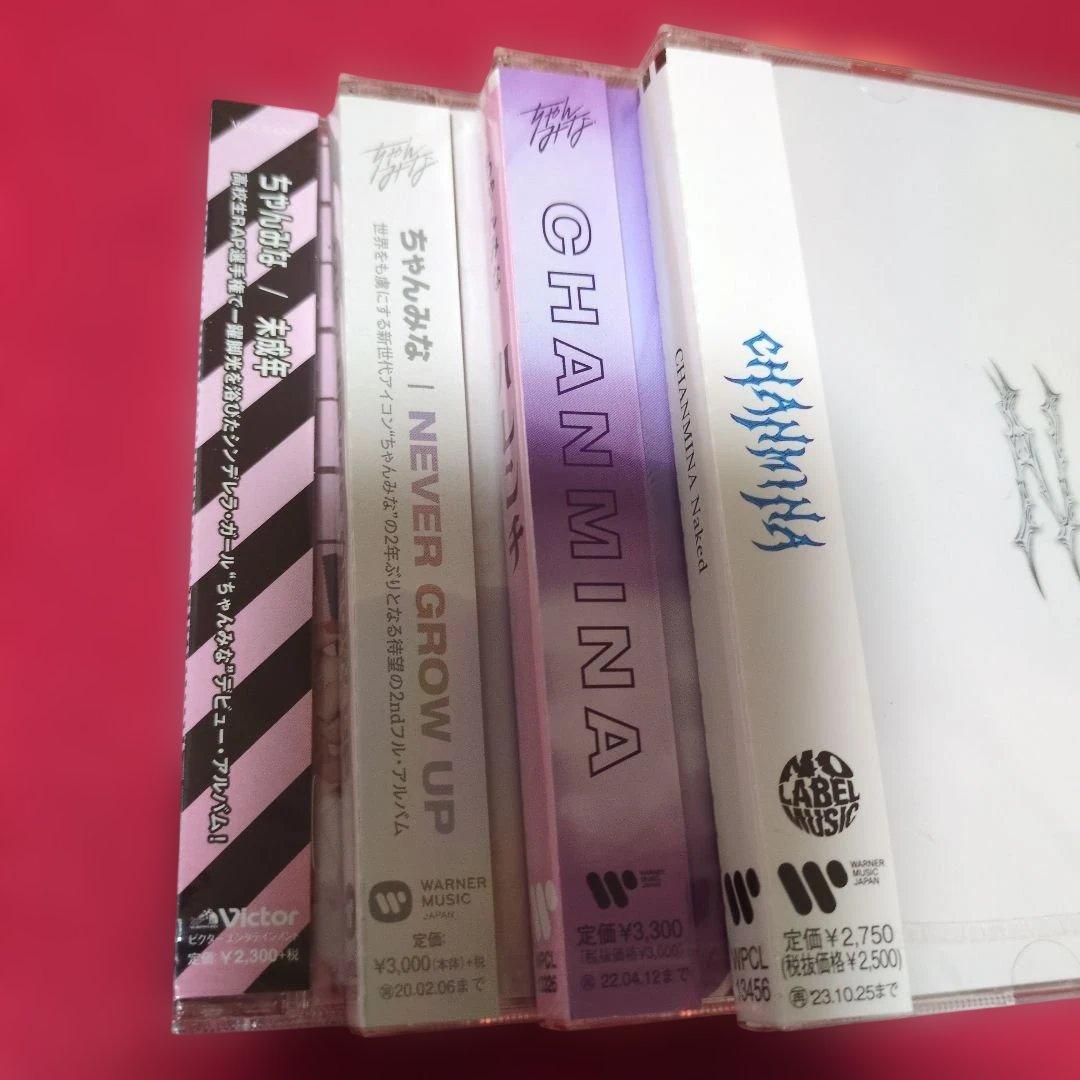 ちゃんみな / 未成年
高校生RAP選手権で一躍脚光を浴びたシンデレラ・ガール"ちゃんみな"デビュー・アルバム!
Victor
ビクターエンタテインメント
定価 ¥2,300+税
ちゃんみな
ちゃんみな | NEVER GROW UP
世界をも虜にする新世代アイコン"ちゃんみな"の2年ぶりとなる待望の2ndフル・アルバム
WARNER
MUSIC
JAPAN
定価:
¥3,000(本体)+税
20.02.06まで
ちゃんみな
CHANMINA
WARNER
MUSIC
JAPAN
定価¥3,300
(税抜価格¥3,000)
22.04.12まで
WPCL
CHANMINA Naked
CHANMINA
NO
LABEL
MUSIC
WARNER
MUSIC
JAPAN
WPCL
13456
定価¥2,750
(税抜価格¥2,500)
再23.10.25まで